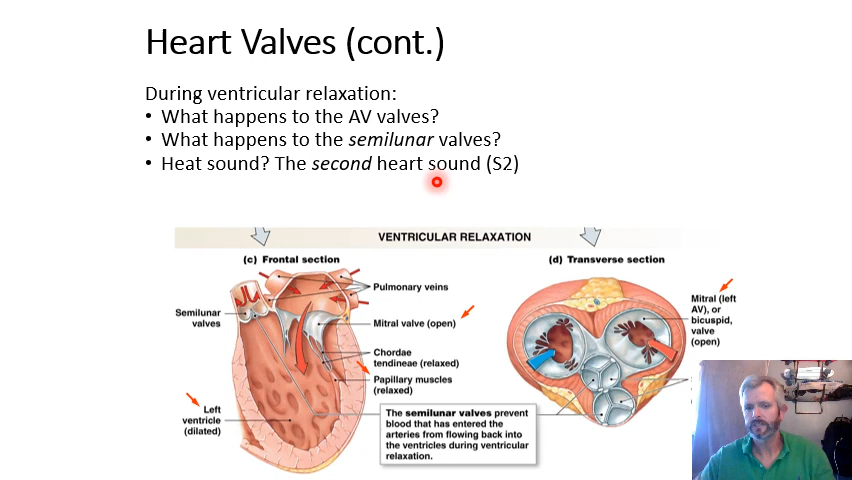 Heart Valves (cont.)
During ventricular relaxation:
• What happens to the AV valves?
• What happens to the semilunar valves?
• Heat sound? The second heart sound (S2)
VENTRICULAR RELAXATION
(c) Frontal section
(d) Transverse section
Pulmonary veins
Semilunar
valves
Mitral valve (open)
Chordae
tendineae (relaxed)
Papillary muscles
(relaxed)
Left
ventricle
(dilated)
Mitral (left
AV), or
bicuspid,
valve
(open)
The semilunar valves prevent
blood that has entered the
arteries from flowing back into
the ventricles during ventricular
relaxation.